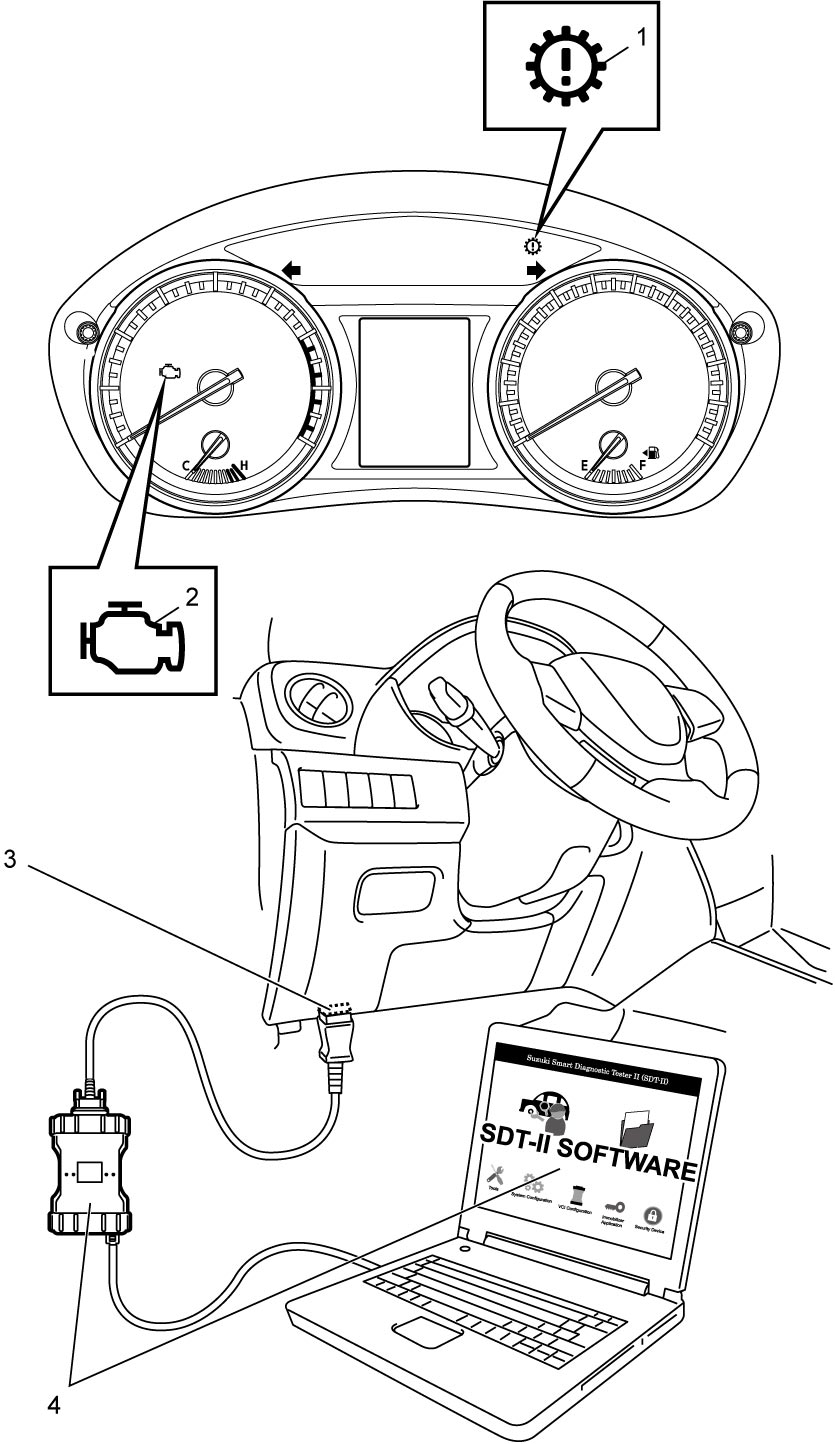 1
C H
E F
2
3
Suzuki Smart Diagnostic Tester II (SDT-II)
SDT-II SOFTWARE
Tools
System Configuration
VCI Configuration
Immobilizer
Application
Security Device
4